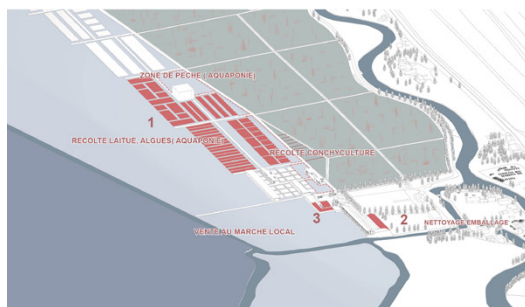 ZONE DE PECHE ( AQUAPONIE)
1
RECOLTE LAITUE, ALGUES( AQUAPONIE)
RECOLTE CONCHYCULTURE
3
2
NETTOYAGE EMBALLAGE
VENTE AU MARCHE LOCAL